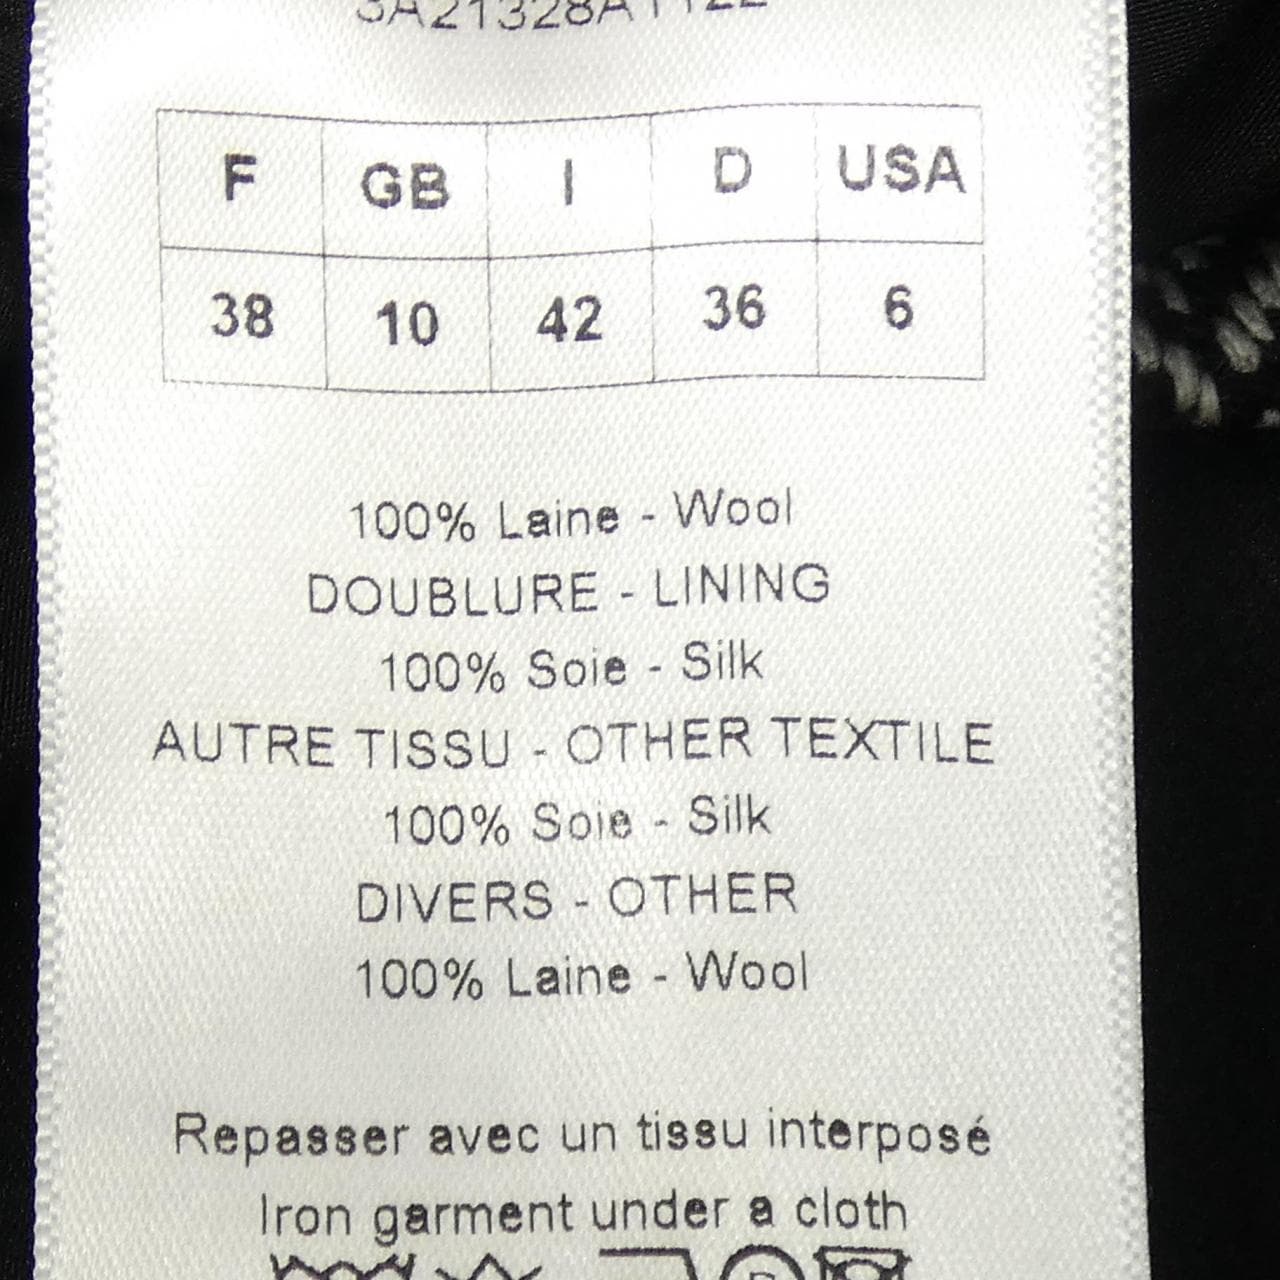 F GB I D USA
38 10 42 36 6
100% Laine - Wool
DOUBLURE - LINING
100% Soie - Silk
AUTRE TISSU - OTHER TEXTILE
100% Soie - Silk
DIVERS - OTHER
100% Laine - Wool
Repasser avec un tissu interposé
Iron garment under a cloth